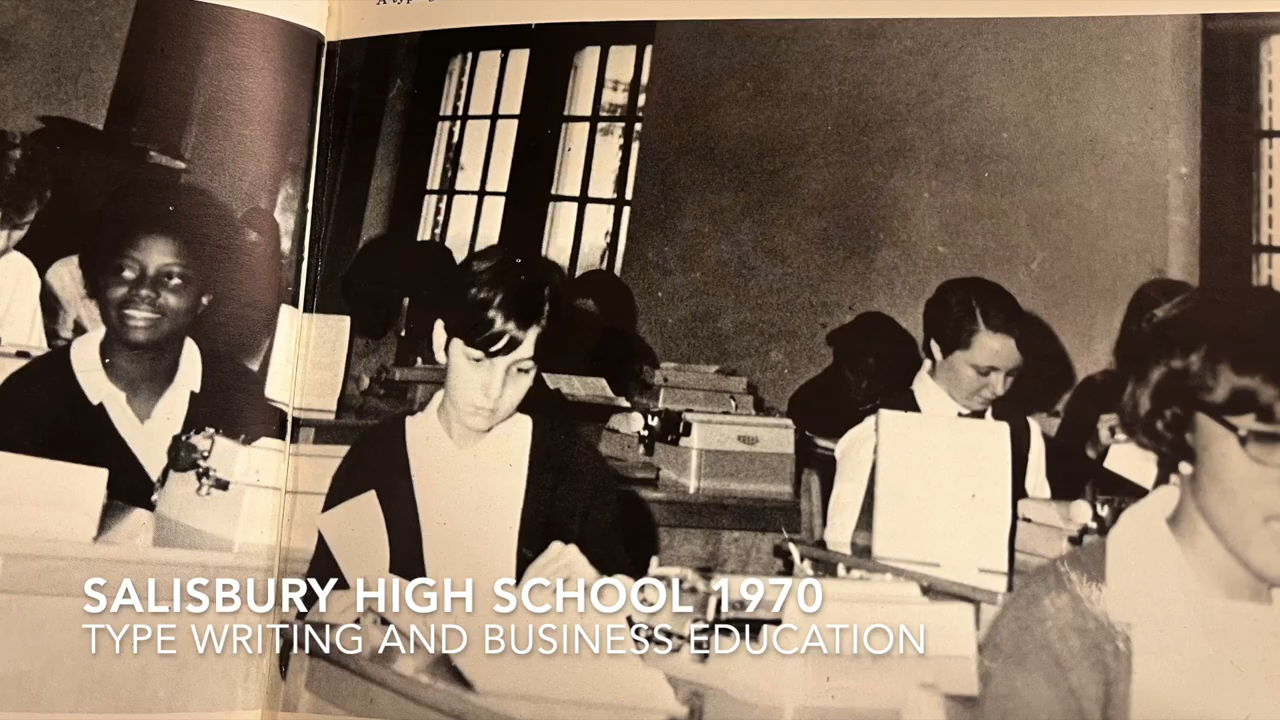 SALISBURY HIGH SCHOOL 1970
TYPE WRITING AND BUSINESS EDUCATION